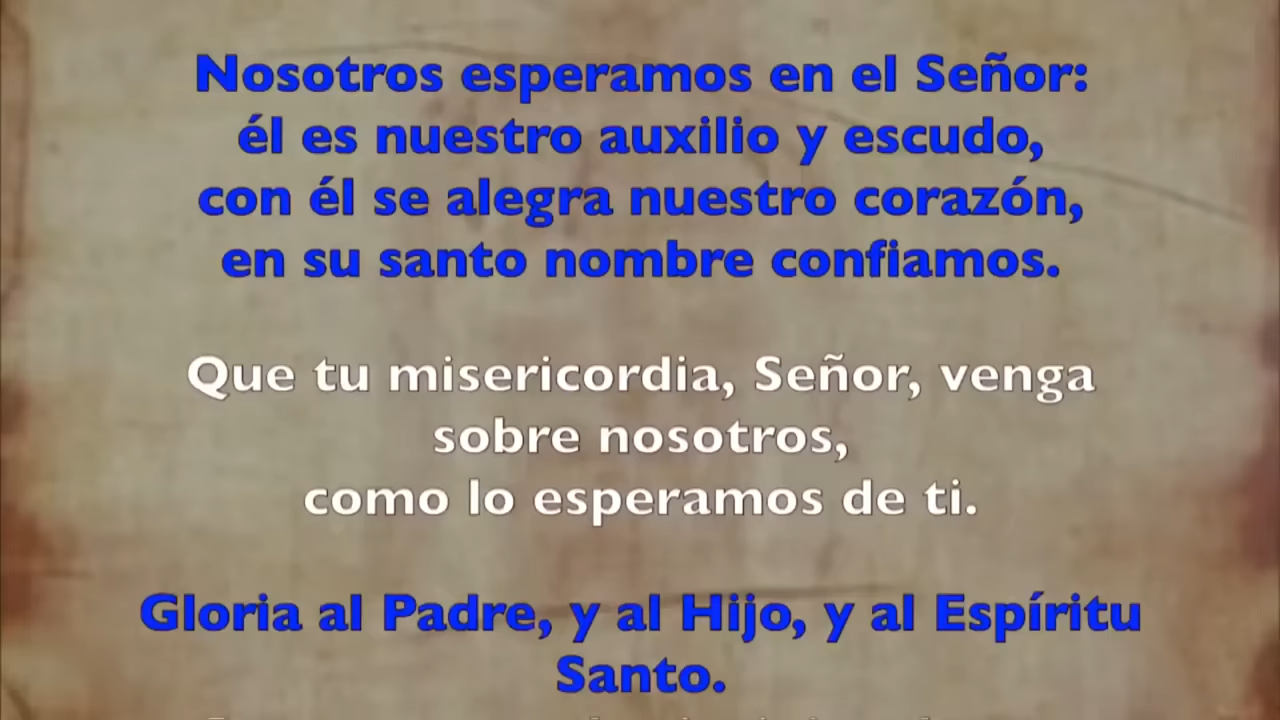 Nosotros esperamos en el Señor:
él es nuestro auxilio y escudo,
con él se alegra nuestro corazón,
en su santo nombre confiamos.
Que tu misericordia, Señor, venga
sobre nosotros,
como lo esperamos de ti.
Gloria al Padre, y al Hijo, y al Espíritu
Santo.